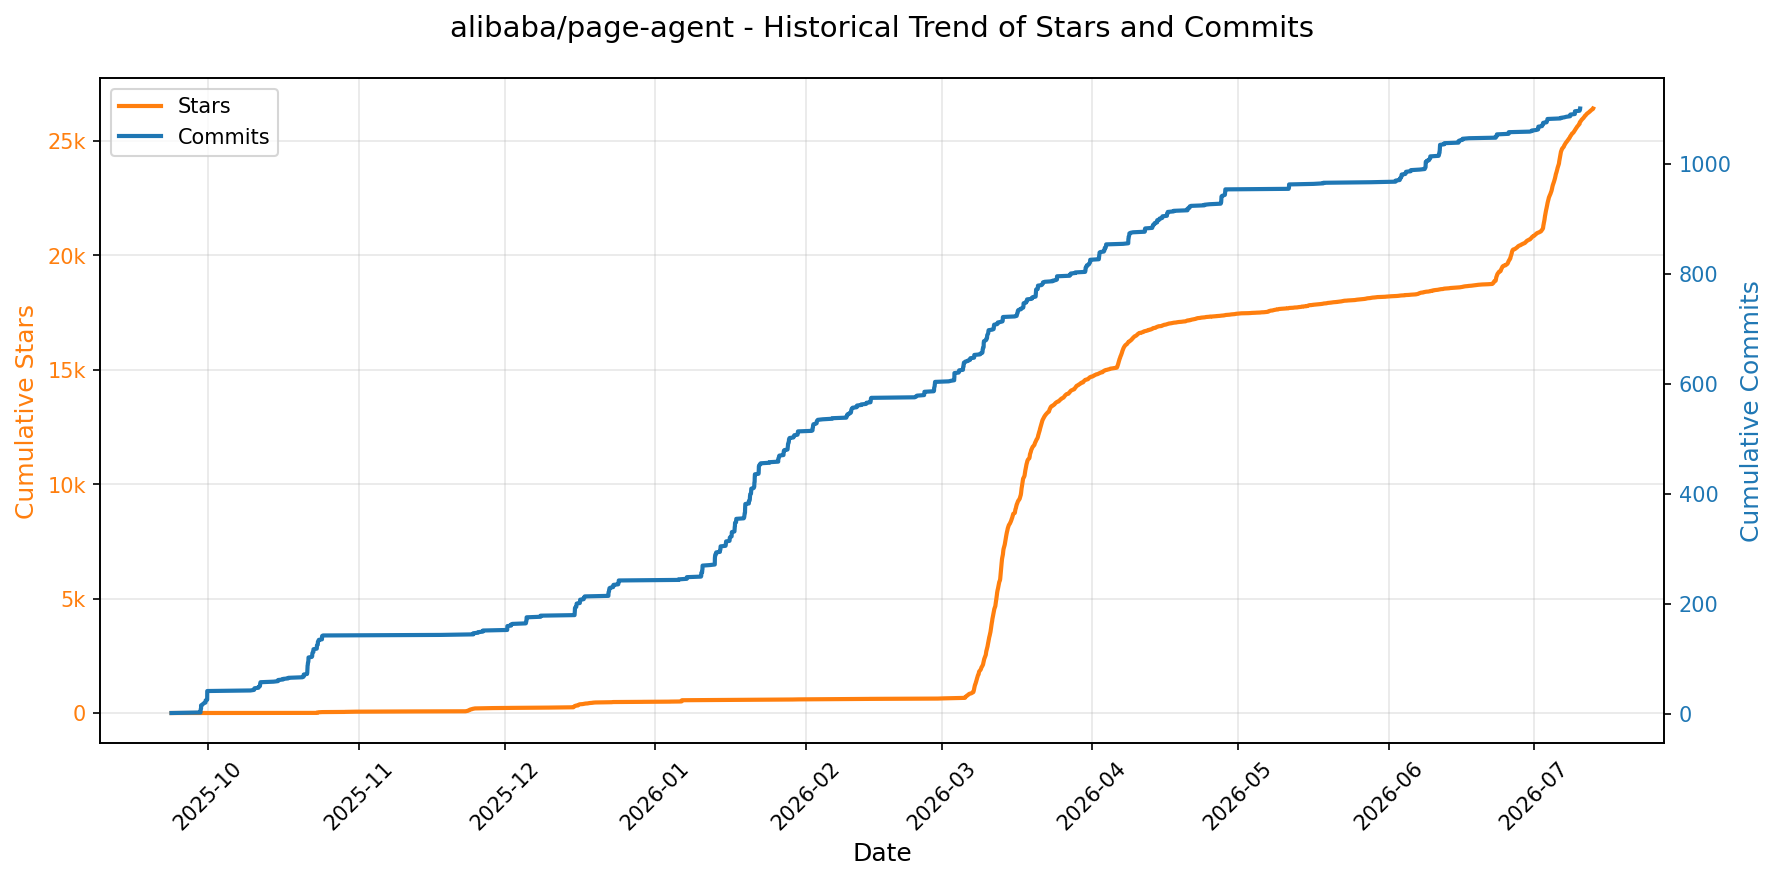 alibaba/page-agent - Historical Trend of Stars and Commits
Stars
Commits
25k
20k
15k
10k
5k
0
Cumulative Stars
1000
800
600
400
200
0
Cumulative Commits
2025-10
2025-11
2025-12
2026-01
2026-02
2026-03
2026-04
2026-05
2026-06
2026-07
Date